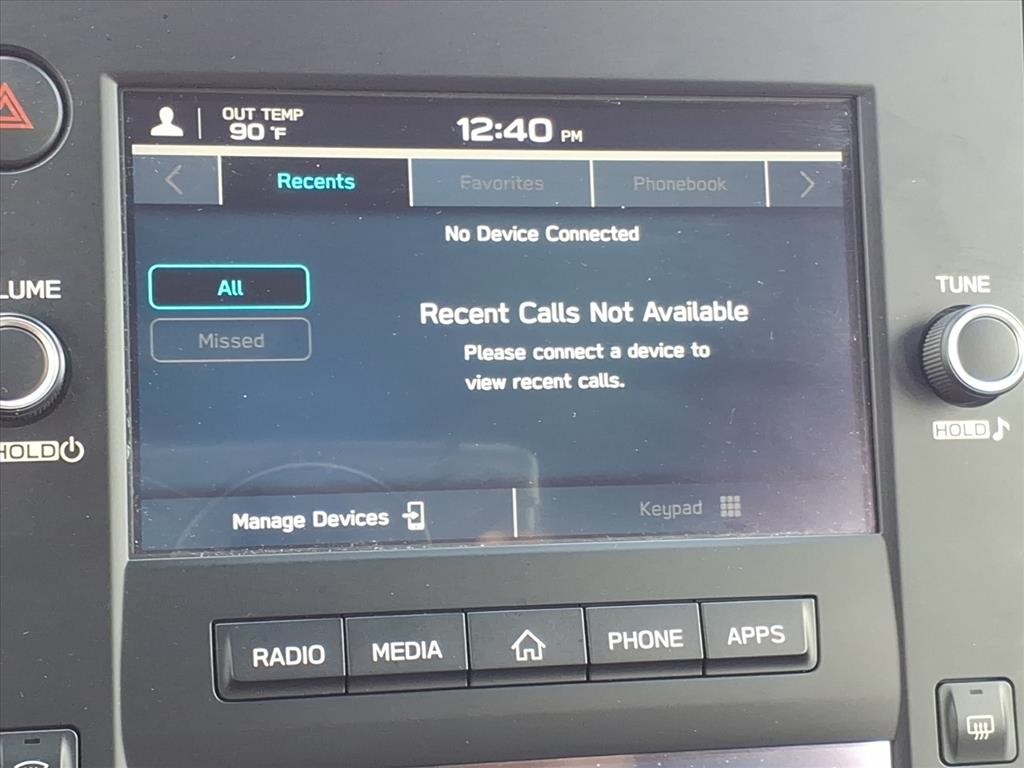 OUT TEMP
90 °F
12:40 PM
Recents
Favorites
Phonebook
No Device Connected
All
Missed
Recent Calls Not Available
Please connect a device to
view recent calls.
Manage Devices
Keypad
LUME
HOLD
TUNE
HOLD
RADIO
MEDIA
PHONE
APPS